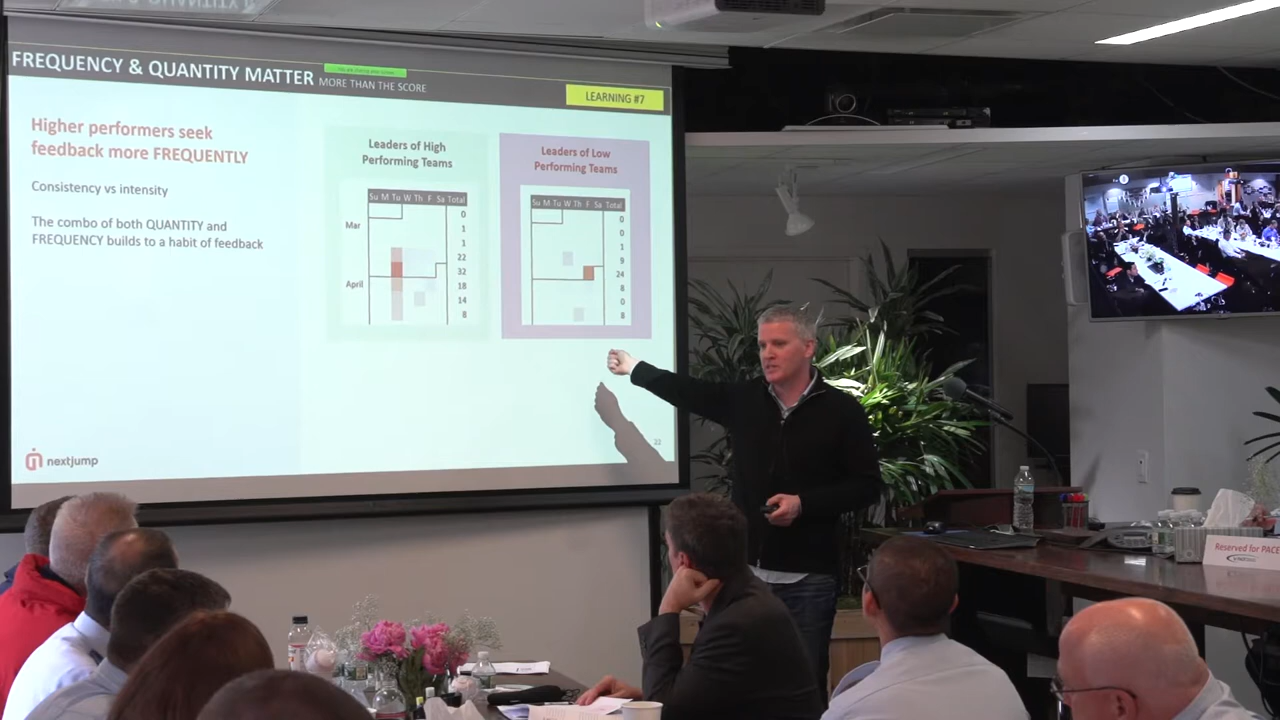 FREQUENCY & QUANTITY MATTER MORE THAN THE SCORE
LEARNING #7
Higher performers seek
feedback more FREQUENTLY
Consistency vs intensity
The combo of both QUANTITY and
FREQUENCY builds to a habit of feedback
Leaders of High
Performing Teams
Su M Tu W Th F Sa Total
0
Mar 1
1
22
32
April 18
14
8
Leaders of Low
Performing Teams
Su M Tu W Th F Sa Total
0
0
1
9
24
8
0
8
nextjump
22
Reserved for PACE